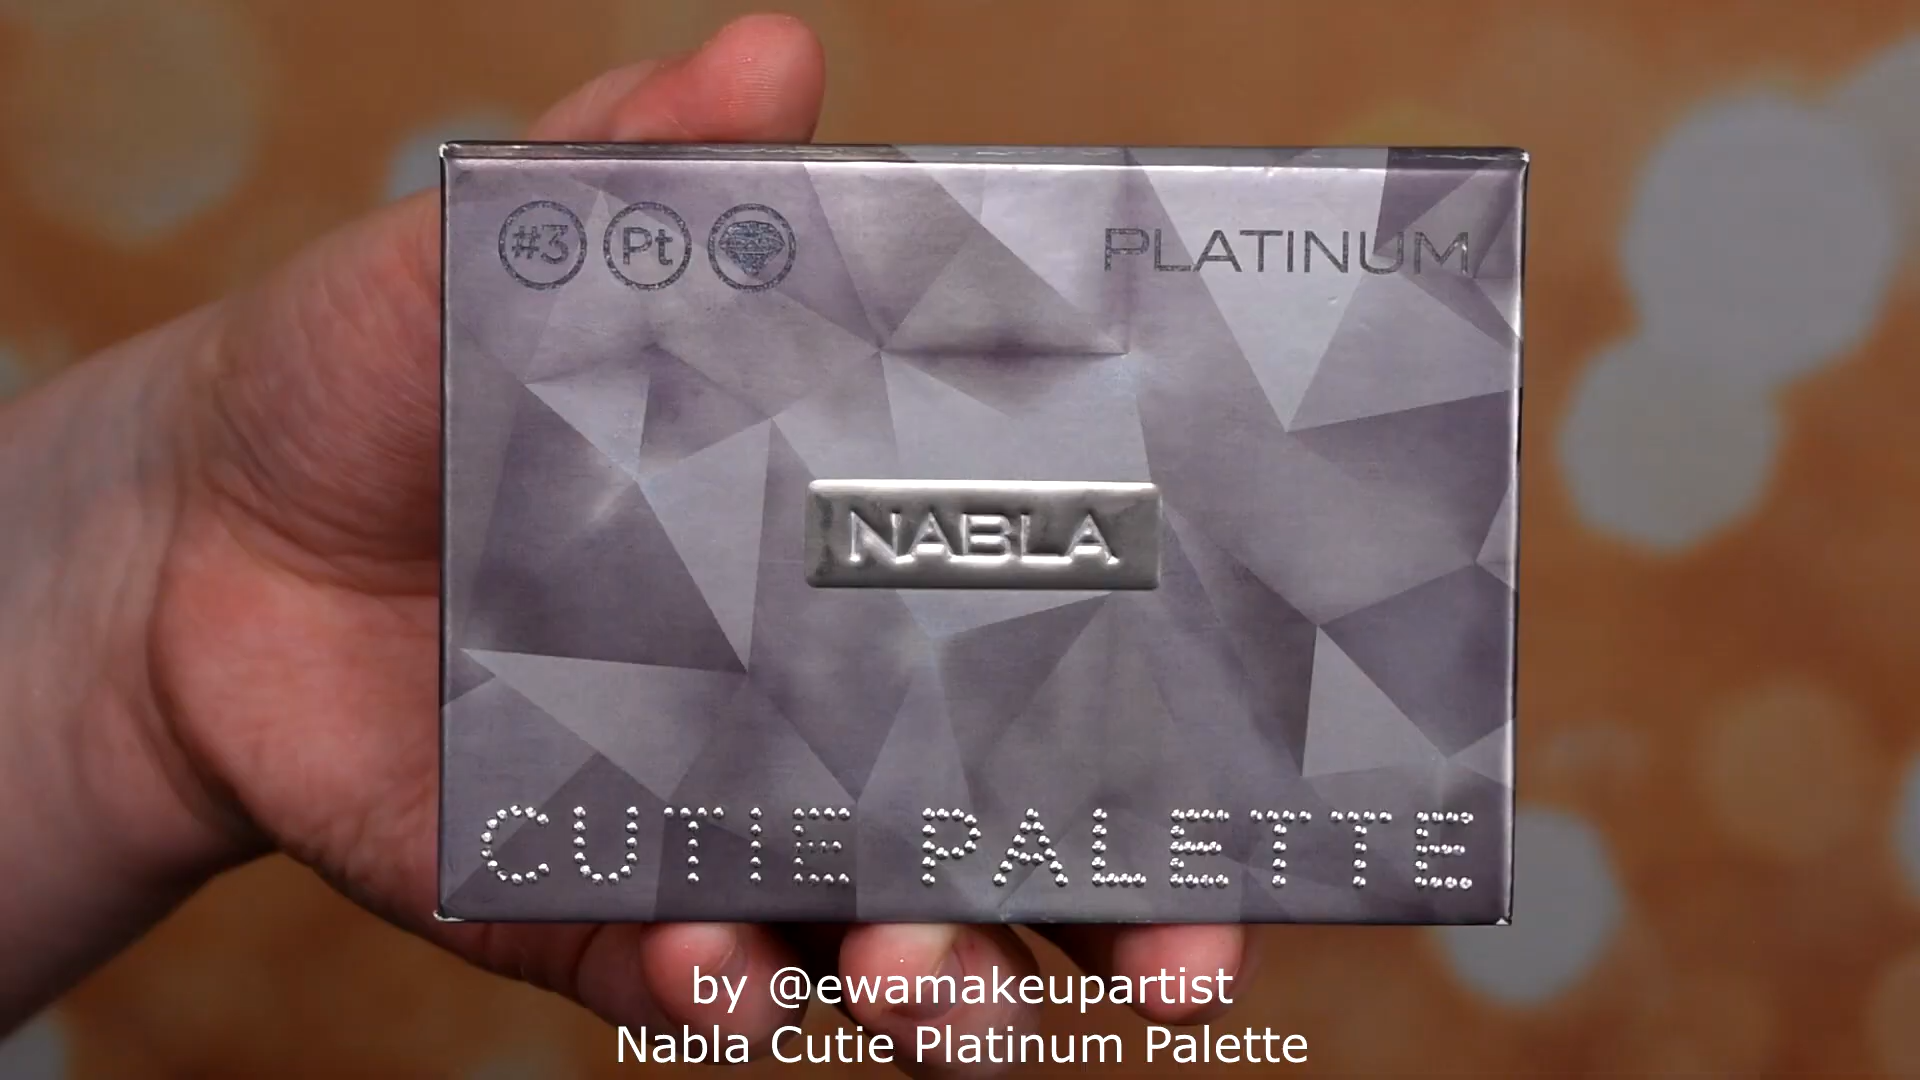 #3 Pt PLATINUM
NABLA
CUTIE PALETTE
by @ewamakeupartist
Nabla Cutie Platinum Palette